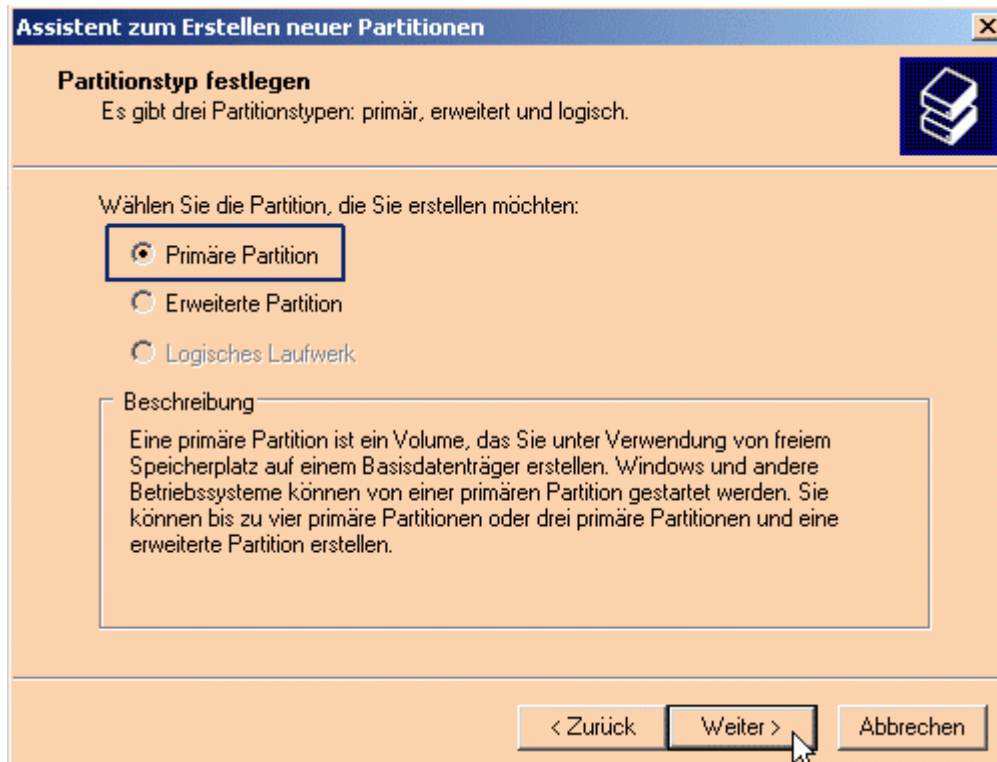 Assistent zum Erstellen neuer Partitionen
Partitionstyp festlegen
Es gibt drei Partitionstypen: primär, erweitert und logisch.
Wählen Sie die Partition, die Sie erstellen möchten:
Primäre Partition
Erweiterte Partition
Logisches Laufwerk
Beschreibung
Eine primäre Partition ist ein Volume, das Sie unter Verwendung von freiem
Speicherplatz auf einem Basisdatenträger erstellen. Windows und andere
Betriebssysteme können von einer primären Partition gestartet werden. Sie
können bis zu vier primäre Partitionen oder drei primäre Partitionen und eine
erweiterte Partition erstellen.
< Zurück Weiter > Abbrechen